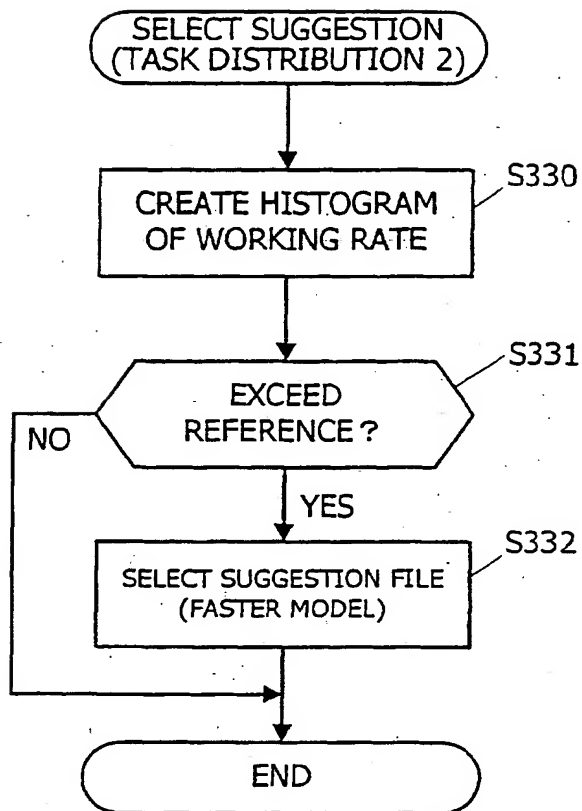 SELECT SUGGESTION
(TASK DISTRIBUTION 2)
S330
CREATE HISTOGRAM
OF WORKING RATE
S331
EXCEED
REFERENCE?
NO
YES
S332
SELECT SUGGESTION FILE
(FASTER MODEL)
END